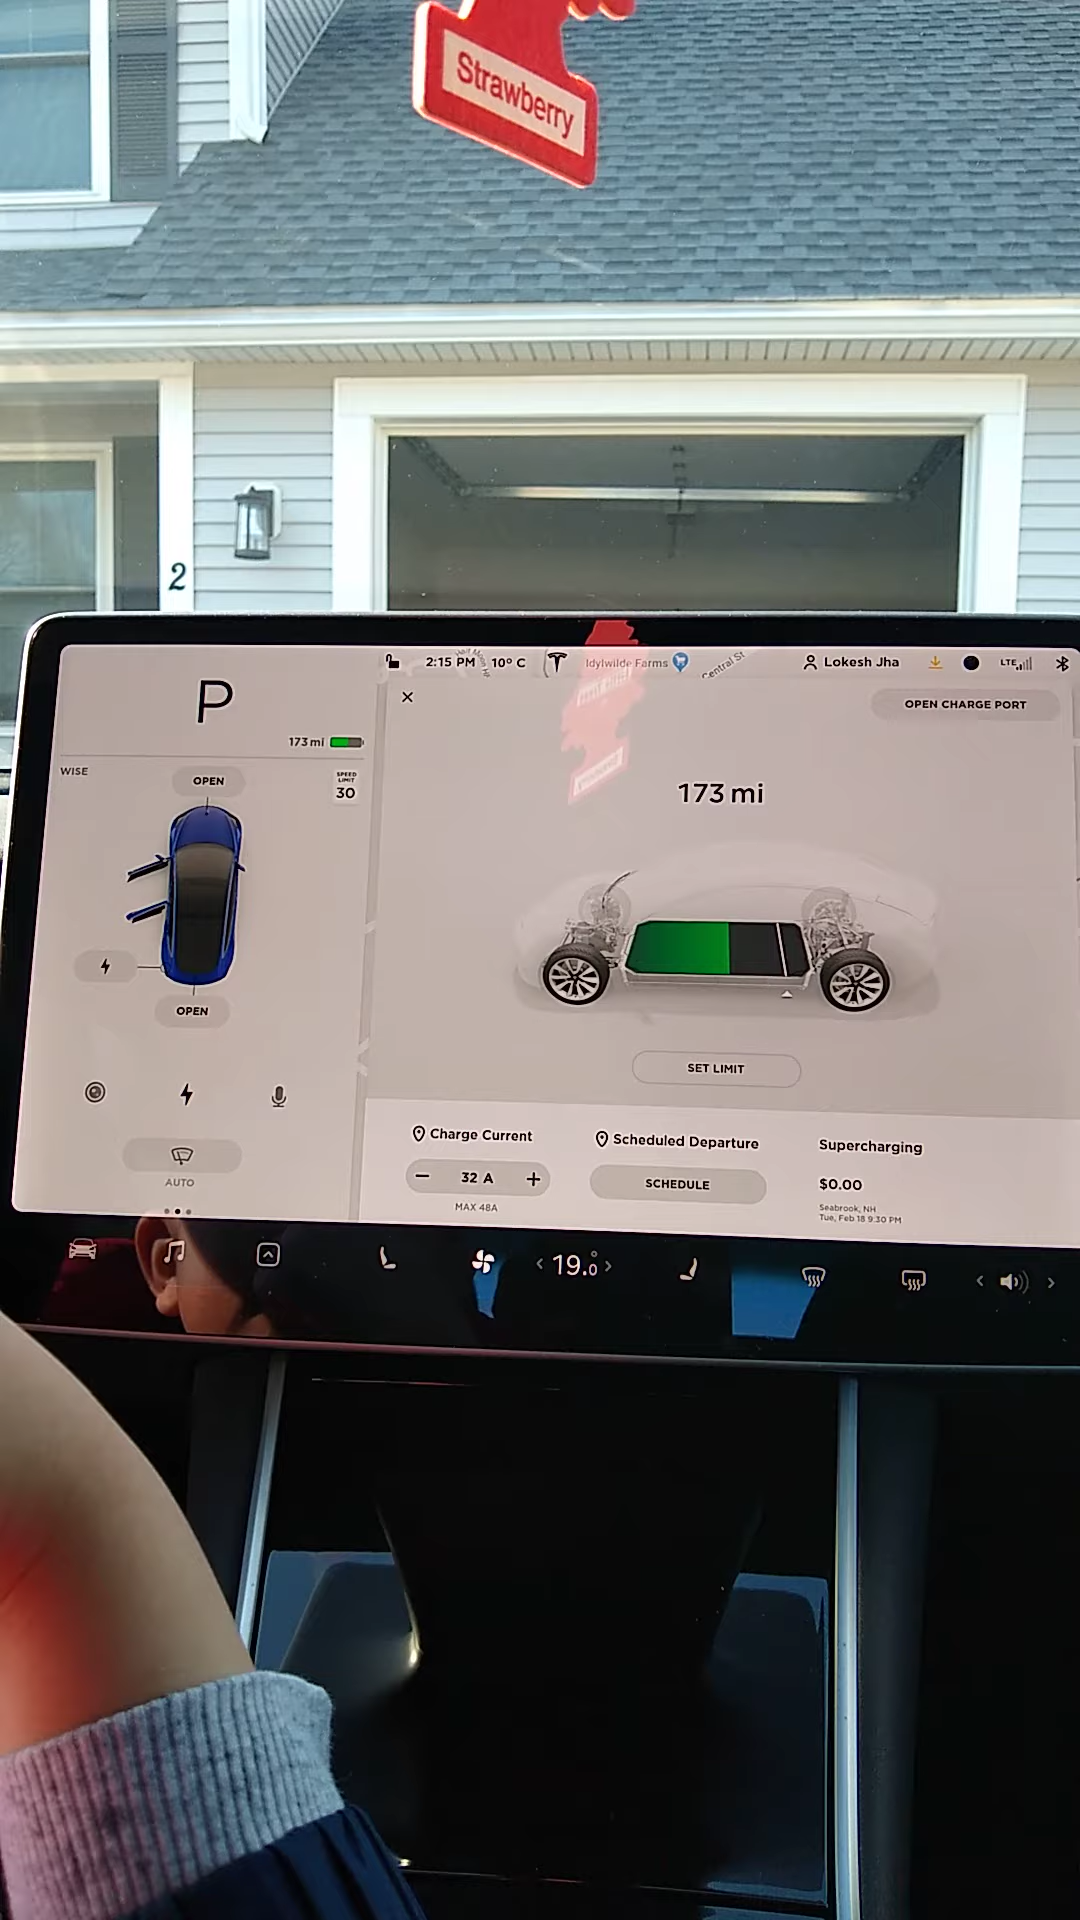 Strawberry
2
2:15 PM
10° C
Idylwilde Farms
Central St
Lokesh Jha
LTE
P
173 mi
WISE
OPEN
SPEED
LIMIT
30
OPEN
AUTO
×
OPEN CHARGE PORT
173 mi
SET LIMIT
Charge Current
− 32 A +
MAX 48A
Scheduled Departure
SCHEDULE
Supercharging
$0.00
Seabrook, NH
Tue, Feb 18 9:30 PM
< 19.0 >
< >